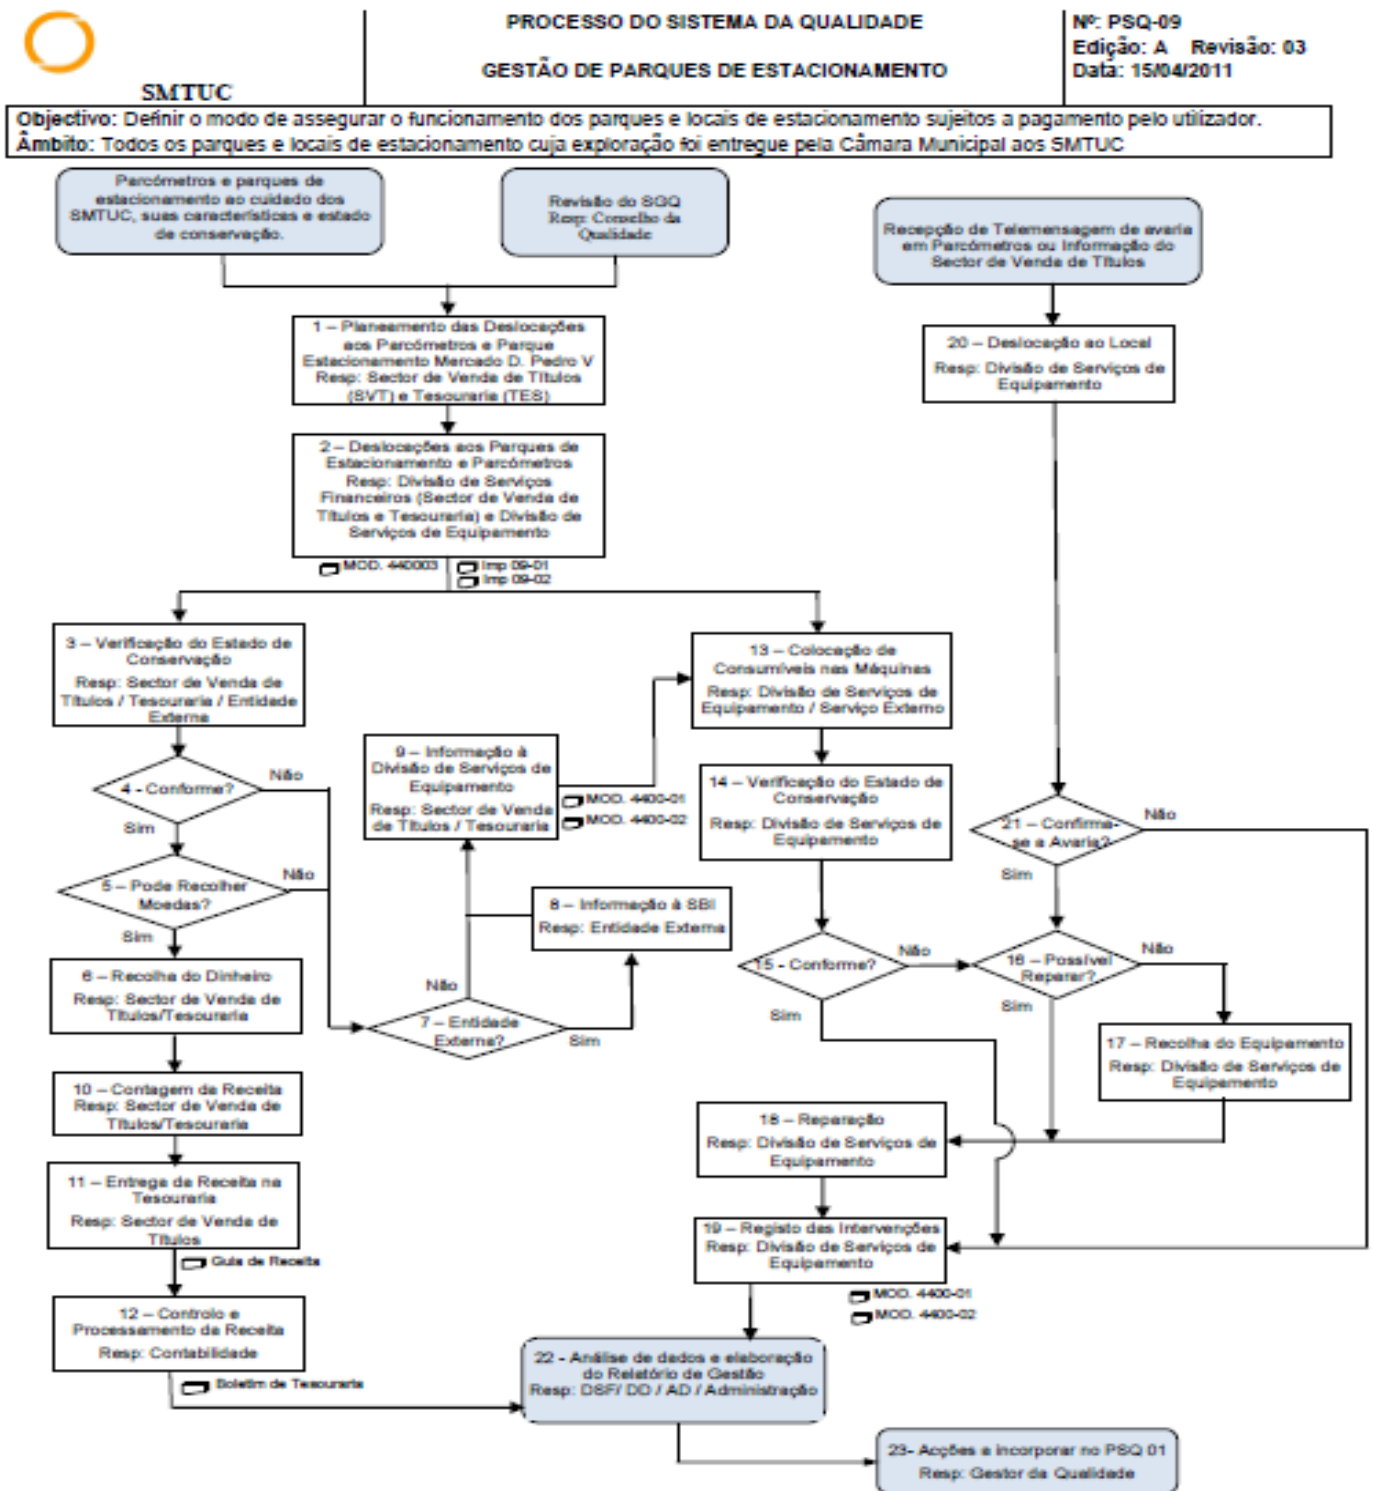 SMTUC
PROCESSO DO SISTEMA DA QUALIDADE
GESTÃO DE PARQUES DE ESTACIONAMENTO
Nº: PSQ-09
Edição: A Revisão: 03
Data: 15/04/2011
Objectivo: Definir o modo de assegurar o funcionamento dos parques e locais de estacionamento sujeitos a pagamento pelo utilizador.
Âmbito: Todos os parques e locais de estacionamento cuja exploração foi entregue pela Câmara Municipal aos SMTUC
Parcómetros e parques de
estacionamento ao cuidado dos
SMTUC, suas características e estado
de conservação.
Revisão do SGQ
Resp: Conselho da
Qualidade
Recepção de Telemensagem de avaria
em Parcómetros ou Informação do
Sector de Venda de Títulos
1 – Planeamento das Deslocações
aos Parcómetros e Parque
Estacionamento Mercado D. Pedro V
Resp: Sector de Venda de Títulos
(SVT) e Tesouraria (TES)
20 – Deslocação ao Local
Resp: Divisão de Serviços de
Equipamento
2 – Deslocações aos Parques de
Estacionamento e Parcómetros
Resp: Divisão de Serviços
Financeiros (Sector de Venda de
Títulos e Tesouraria) e Divisão de
Serviços de Equipamento
MOD. 440003
Imp 09-01
Imp 09-02
3 – Verificação do Estado de
Conservação
Resp: Sector de Venda de
Títulos / Tesouraria / Entidade
Externa
13 – Colocação de
Consumíveis nas Máquinas
Resp: Divisão de Serviços de
Equipamento / Serviço Externo
9 – Informação à
Divisão de Serviços de
Equipamento
Resp: Sector de Venda
de Títulos / Tesouraria
MOD. 4400-01
MOD. 4400-02
4 - Conforme?
Não
Sim
14 – Verificação do Estado de
Conservação
Resp: Divisão de Serviços de
Equipamento
21 – Confirma-
se a Avaria?
Não
Sim
5 – Pode Recolher
Moedas?
Não
Sim
8 – Informação à SBI
Resp: Entidade Externa
6 – Recolha do Dinheiro
Resp: Sector de Venda de
Títulos/Tesouraria
7 – Entidade
Externa?
Não
Sim
15 - Conforme?
Não
Sim
16 – Possível
Reparar?
Não
Sim
17 – Recolha do Equipamento
Resp: Divisão de Serviços de
Equipamento
10 – Contagem da Receita
Resp: Sector de Venda de
Títulos/Tesouraria
18 – Reparação
Resp: Divisão de Serviços de
Equipamento
11 – Entrega da Receita na
Tesouraria
Resp: Sector de Venda de
Títulos
Guia de Receita
19 – Registo das Intervenções
Resp: Divisão de Serviços de
Equipamento
MOD. 4400-01
MOD. 4400-02
12 – Controlo e
Processamento da Receita
Resp: Contabilidade
Boletim de Tesouraria
22 - Análise de dados e elaboração
do Relatório de Gestão
Resp: DSF/ DD / AD / Administração
23- Acções a incorporar no PSQ 01
Resp: Gestor da Qualidade